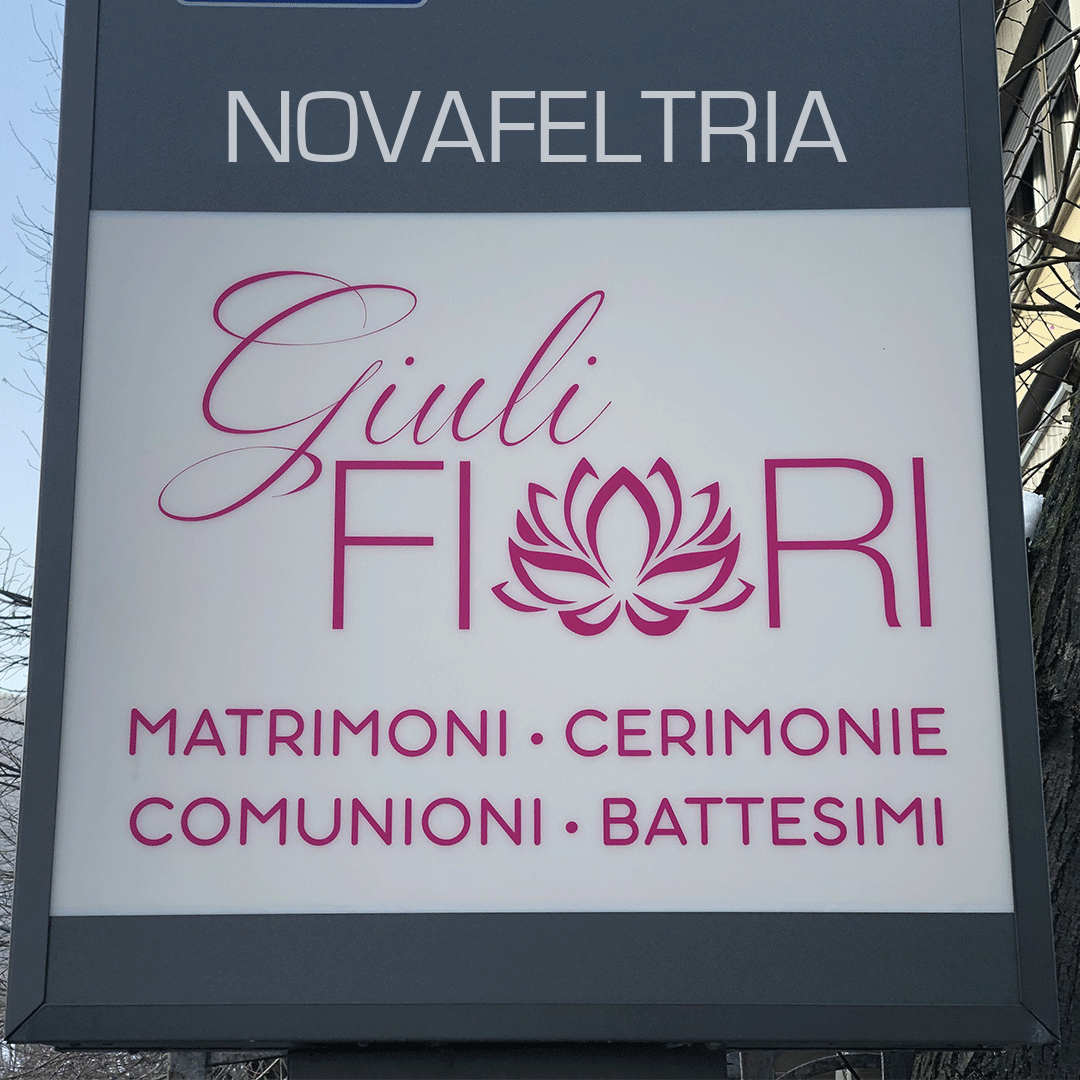 NOVAFELTRIA
Giuli
FIORI
MATRIMONI • CERIMONIE
COMUNIONI • BATTESIMI